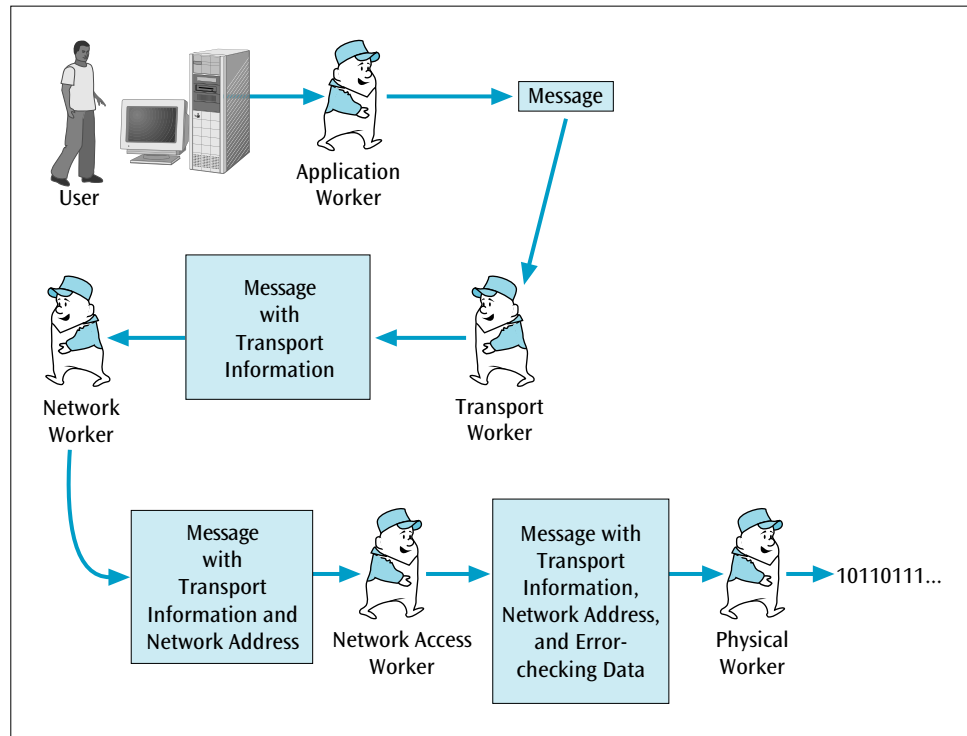 Message
Application
Worker
User
Message
with
Transport
Information
Network
Worker
Transport
Worker
Message
with
Transport
Information and
Network Address
Network Access
Worker
Message with
Transport
Information,
Network Address,
and Error-
checking Data
Physical
Worker
10110111...